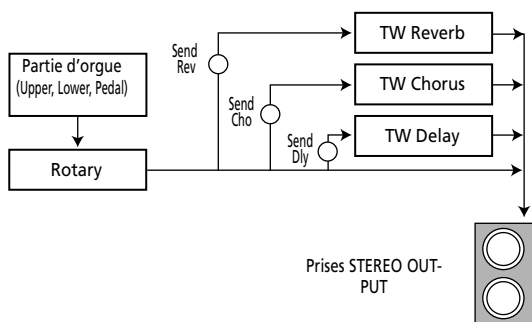 TW Reverb
Send
Rev
Partie d'orgue
(Upper, Lower, Pedal)
TW Chorus
Send
Cho
TW Delay
Send
Dly
Rotary
Prises STEREO OUT-
PUT